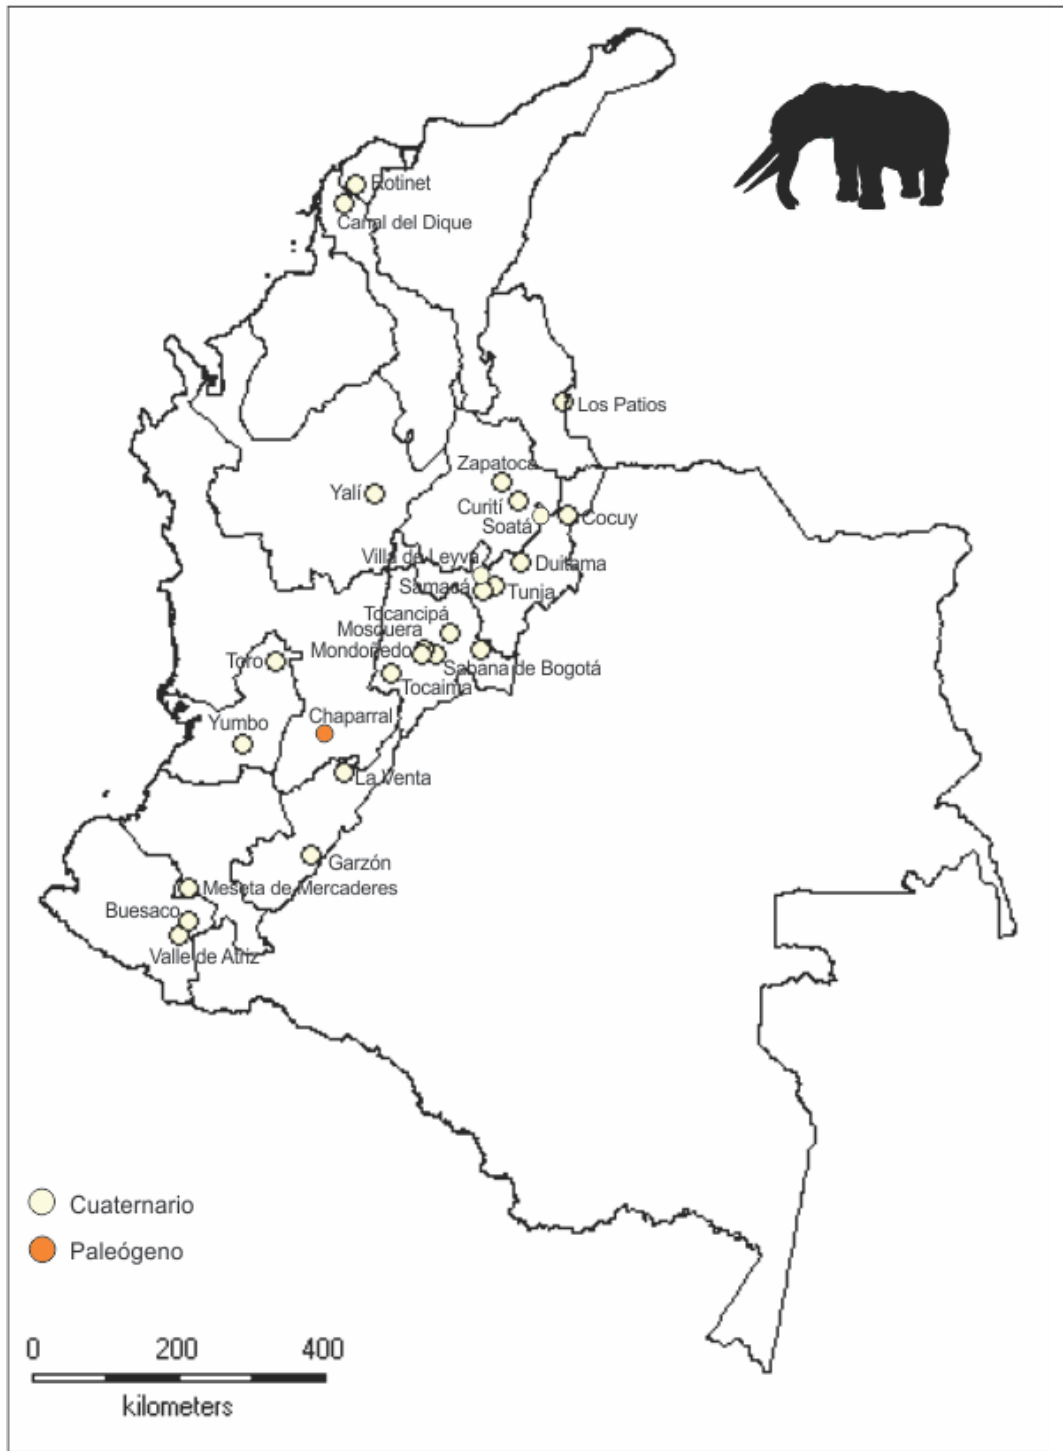 Rotinet
Canal del Dique
Los Patios
Zapatoca
Yalí
Curití
Soatá
Cocuy
Villa de Leyva
Duitama
Samacá
Tunja
Tocancipá
Mosquera
Mondoñedo
Sabana de Bogotá
Toro
Tocaima
Chaparral
Yumbo
La Venta
Garzón
Meseta de Mercaderes
Buesaco
Valle de Atriz
Cuaternario
Paleógeno
0 200 400
kilometers